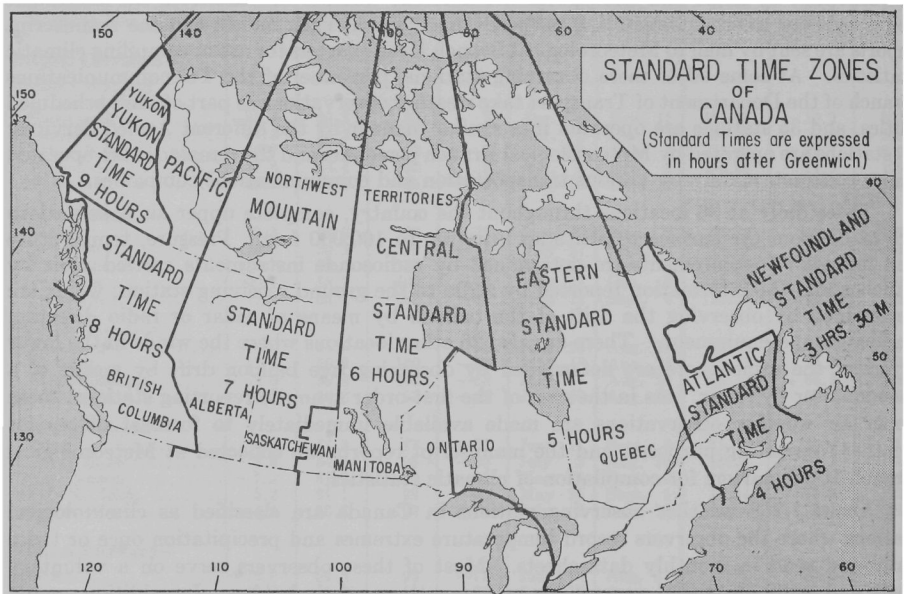 150
140
100
90
80
40
STANDARD TIME ZONES
OF
CANADA
(Standard Times are expressed
in hours after Greenwich)
150
YUKON
YUKON
STANDARD
TIME
9 HOURS
PACIFIC
STANDARD
TIME
8 HOURS
NORTHWEST
TERRITORIES
MOUNTAIN
STANDARD
TIME
7 HOURS
CENTRAL
STANDARD
TIME
6 HOURS
EASTERN
STANDARD
TIME
5 HOURS
NEWFOUNDLAND
STANDARD
TIME
3 HRS. 30 M
ATLANTIC
STANDARD
TIME
4 HOURS
40
140
50
130
BRITISH
COLUMBIA
ALBERTA
SASKATCHEWAN
MANITOBA
ONTARIO
QUEBEC
120
110
100
90
80
70
60